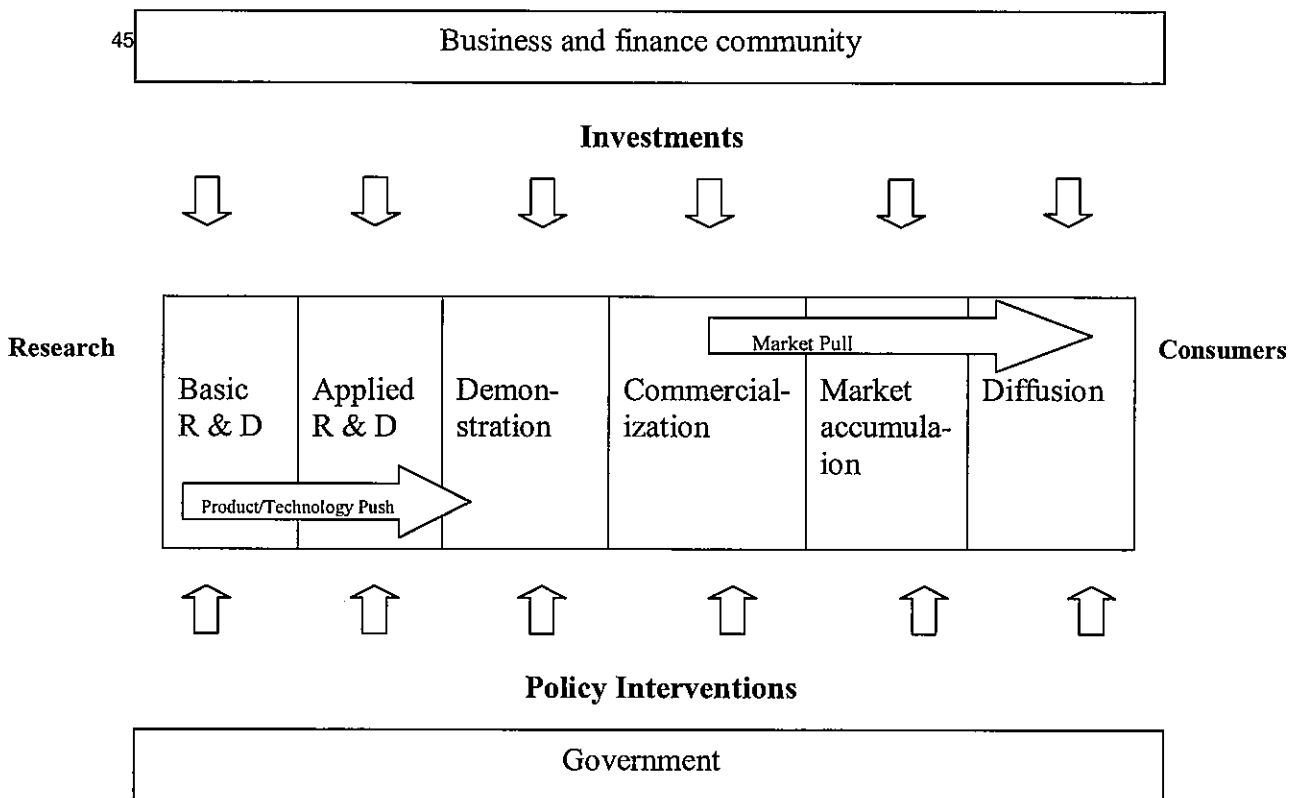 45
Business and finance community
Investments
Research
Consumers
Market Pull
Basic
R & D
Applied
R & D
Demon-
stration
Commercial-
ization
Market
accumula-
ion
Diffusion
Product/Technology Push
Policy Interventions
Government